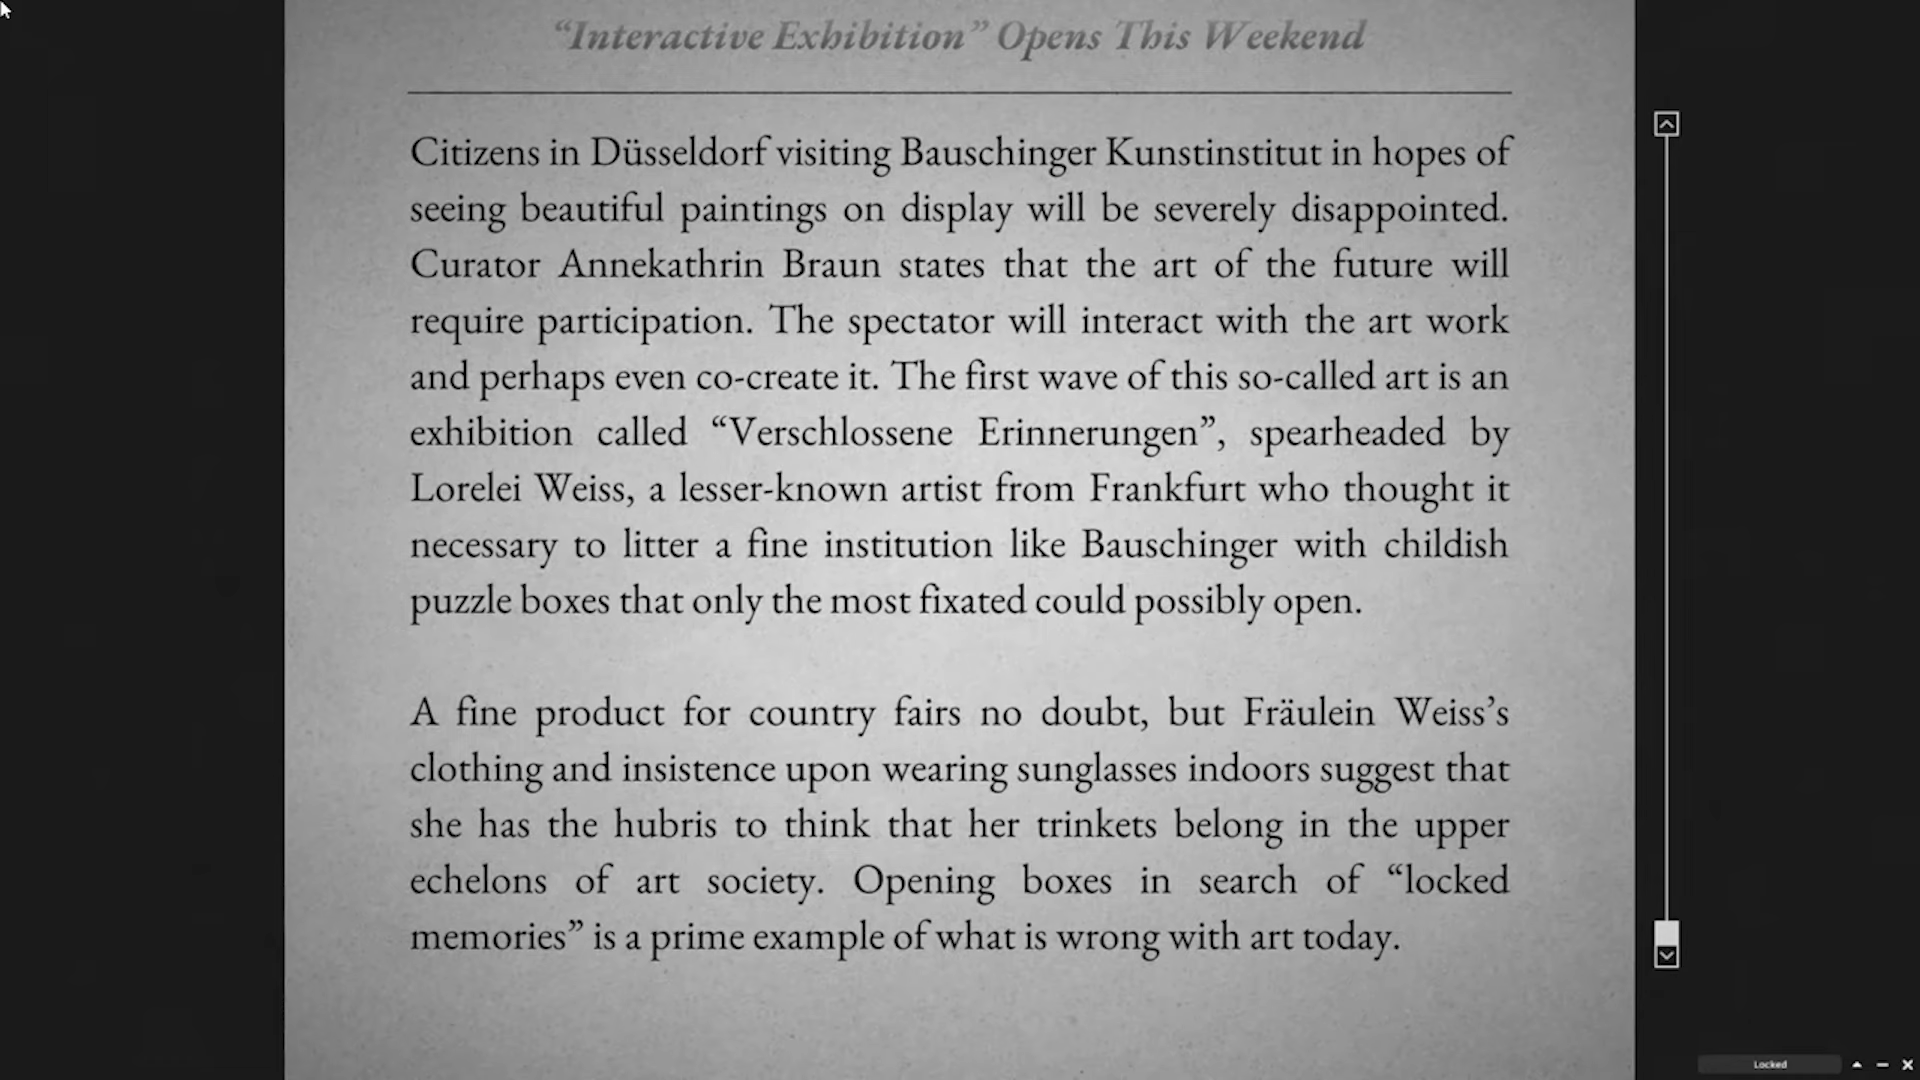 “Interactive Exhibition” Opens This Weekend
Citizens in Düsseldorf visiting Bauschinger Kunstinstitut in hopes of
seeing beautiful paintings on display will be severely disappointed.
Curator Annekathrin Braun states that the art of the future will
require participation. The spectator will interact with the art work
and perhaps even co-create it. The first wave of this so-called art is an
exhibition called “Verschlossene Erinnerungen”, spearheaded by
Lorelei Weiss, a lesser-known artist from Frankfurt who thought it
necessary to litter a fine institution like Bauschinger with childish
puzzle boxes that only the most fixated could possibly open.
A fine product for country fairs no doubt, but Fräulein Weiss’s
clothing and insistence upon wearing sunglasses indoors suggest that
she has the hubris to think that her trinkets belong in the upper
echelons of art society. Opening boxes in search of “locked
memories” is a prime example of what is wrong with art today.
Locked